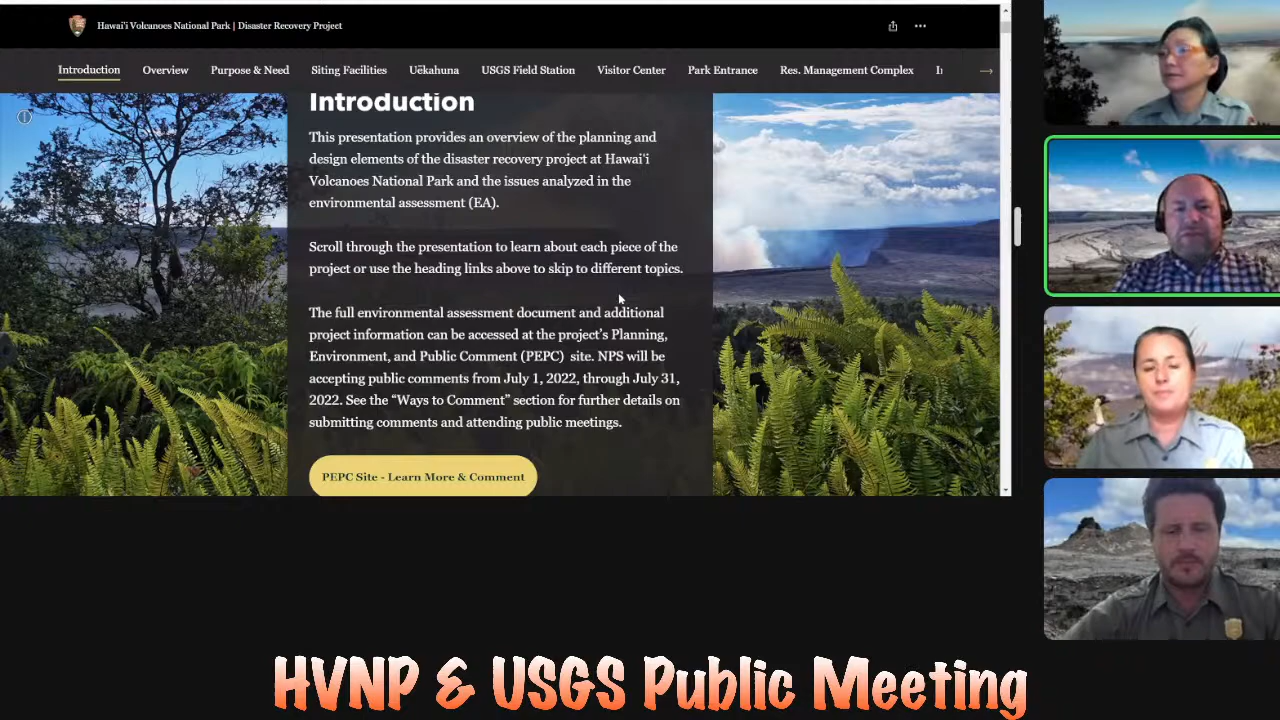 Hawaiʻi Volcanoes National Park | Disaster Recovery Project
Introduction Overview Purpose & Need Siting Facilities Uēkahuna USGS Field Station Visitor Center Park Entrance Res. Management Complex
Introduction
This presentation provides an overview of the planning and
design elements of the disaster recovery project at Hawaiʻi
Volcanoes National Park and the issues analyzed in the
environmental assessment (EA).
Scroll through the presentation to learn about each piece of the
project or use the heading links above to skip to different topics.
The full environmental assessment document and additional
project information can be accessed at the project's Planning,
Environment, and Public Comment (PEPC) site. NPS will be
accepting public comments from July 1, 2022, through July 31,
2022. See the “Ways to Comment” section for further details on
submitting comments and attending public meetings.
PEPC Site - Learn More & Comment
HVNP & USGS Public Meeting